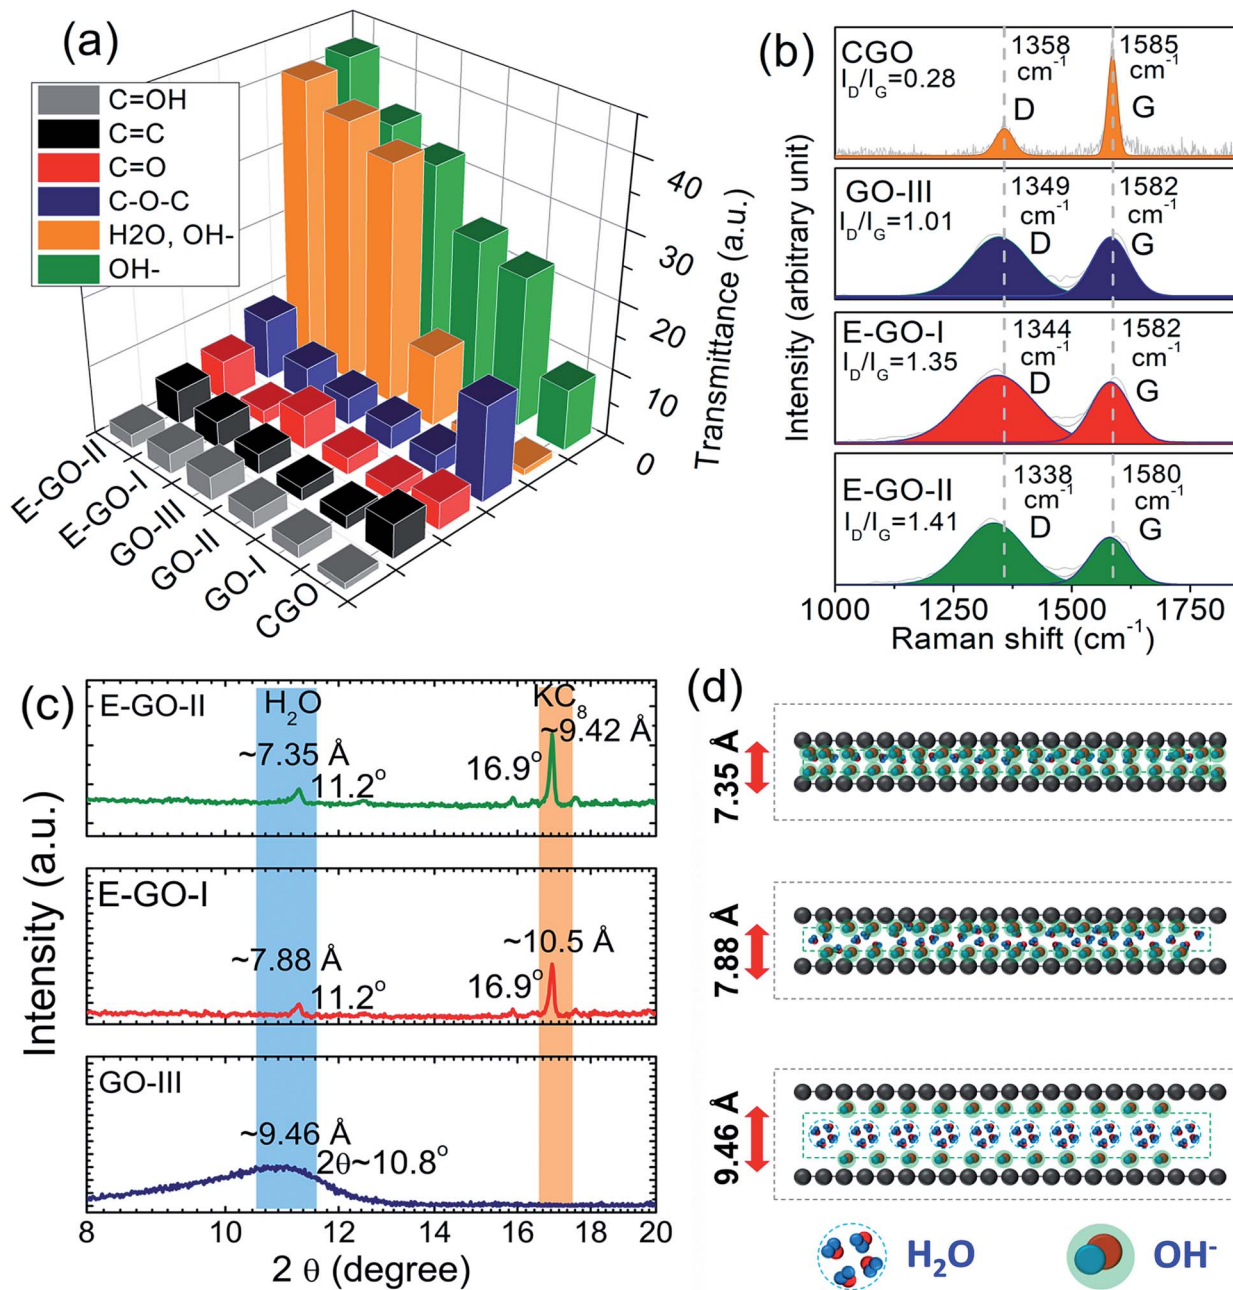 (a)
C=OH
C=C
C=O
C-O-C
H2O, OH-
OH-
40
30
20
10
0
Transmittance (a.u.)
E-GO-II
E-GO-I
GO-III
GO-II
GO-I
CGO
(b)
Intensity (arbitrary unit)
CGO
I_D/I_G=0.28
1358
cm⁻¹
D
1585
cm⁻¹
G
GO-III
I_D/I_G=1.01
1349
cm⁻¹
D
1582
cm⁻¹
G
E-GO-I
I_D/I_G=1.35
1344
cm⁻¹
D
1582
cm⁻¹
G
E-GO-II
I_D/I_G=1.41
1338
cm⁻¹
D
1580
cm⁻¹
G
1000 1250 1500 1750
Raman shift (cm⁻¹)
(c)
Intensity (a.u.)
E-GO-II
H₂O
KC₈
~7.35 Å
~9.42 Å
11.2°
16.9°
E-GO-I
~7.88 Å
~10.5 Å
11.2°
16.9°
GO-III
~9.46 Å
2θ~10.8°
8 10 12 14 16 18 20
2 θ (degree)
(d)
7.35 Å
7.88 Å
9.46 Å
H₂O
OH⁻